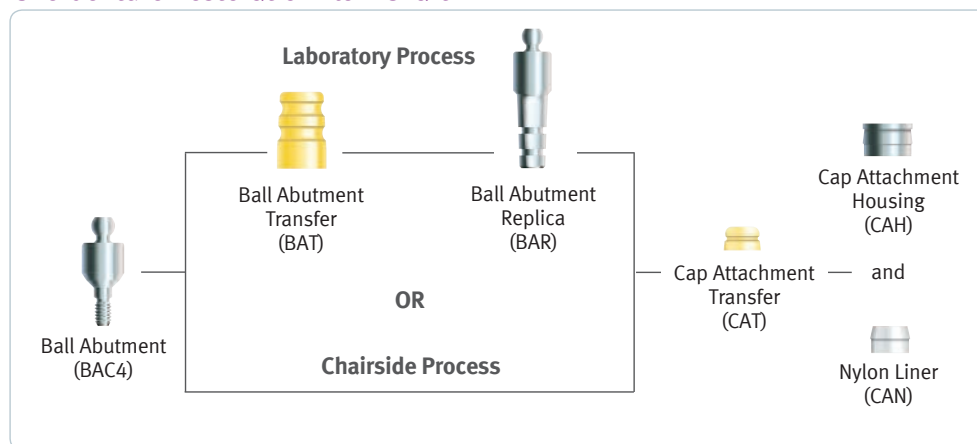 Laboratory Process
Ball Abutment
Transfer
(BAT)
Ball Abutment
Replica
(BAR)
Cap Attachment
Housing
(CAH)
Ball Abutment
(BAC4)
OR
Cap Attachment
Transfer
(CAT)
and
Chairside Process
Nylon Liner
(CAN)